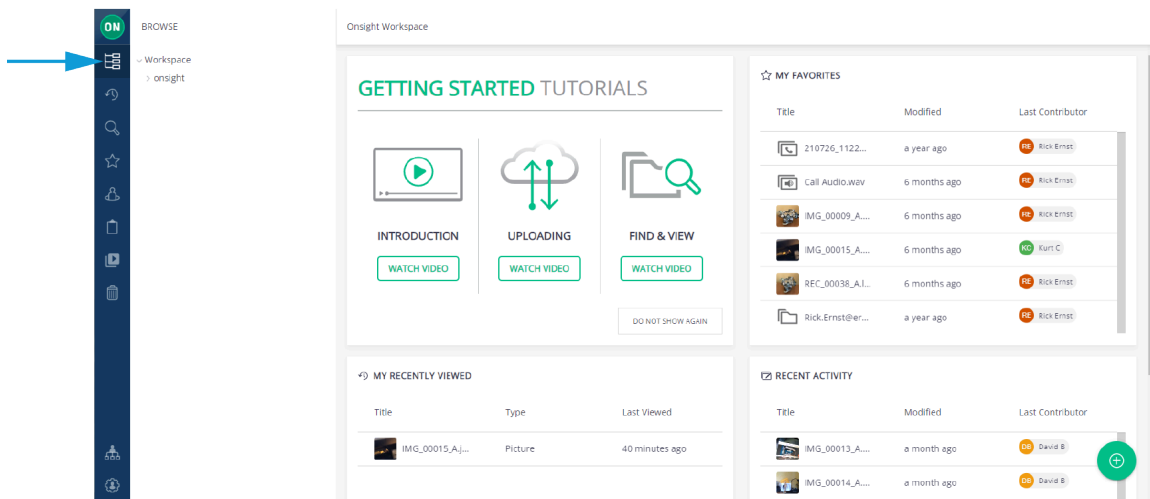 ON
BROWSE
Workspace
onsight
Onsight Workspace
GETTING STARTED TUTORIALS
INTRODUCTION
WATCH VIDEO
UPLOADING
WATCH VIDEO
FIND & VIEW
WATCH VIDEO
DO NOT SHOW AGAIN
MY FAVORITES
Title Modified Last Contributor
210726_1122... a year ago RE Rick Ernst
Call Audio.wav 6 months ago RE Rick Ernst
IMG_00009_A.... 6 months ago RE Rick Ernst
IMG_00015_A.... 6 months ago KC Kurt C
REC_00038_A.l... 6 months ago RE Rick Ernst
Rick.Ernst@er... a year ago RE Rick Ernst
MY RECENTLY VIEWED
Title Type Last Viewed
IMG_00015_A.j... Picture 40 minutes ago
RECENT ACTIVITY
Title Modified Last Contributor
IMG_00013_A.... a month ago DB David B
IMG_00014_A.... a month ago DB David B